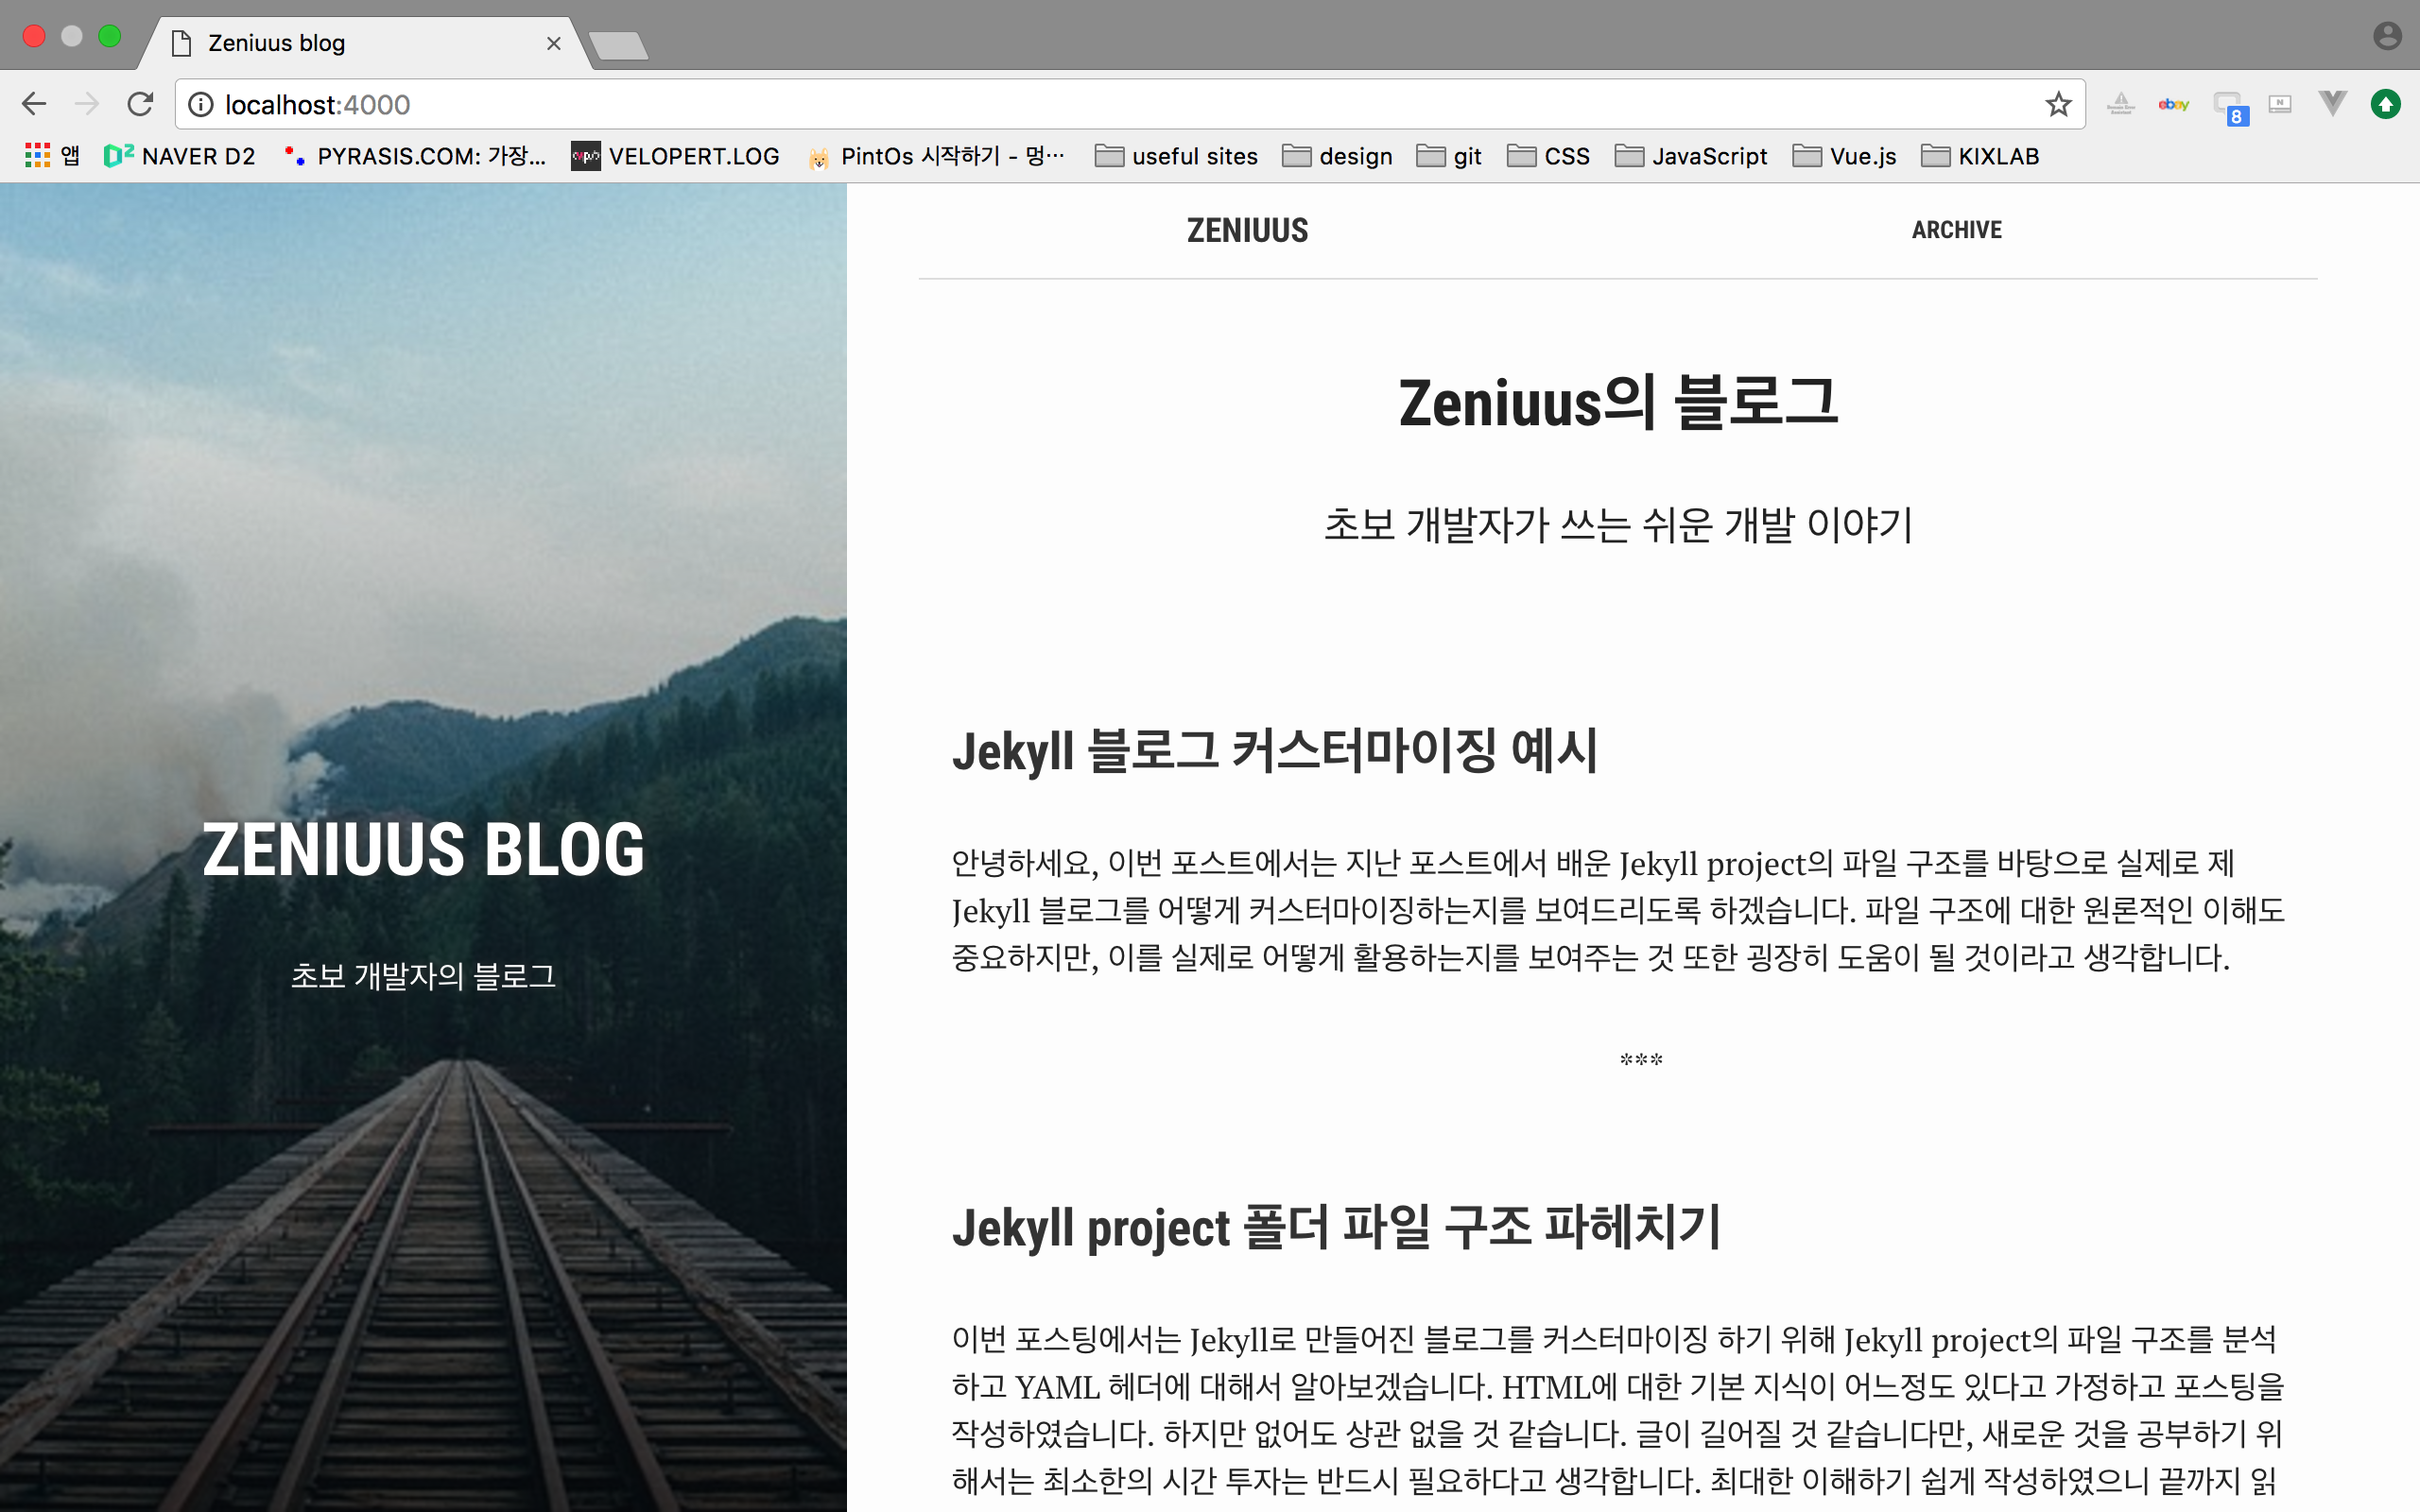 Zeniuus blog
localhost:4000
8
앱 NAVER D2 PYRASIS.COM: 가장... VELOPERT.LOG PintOs 시작하기 - 멍… useful sites design git CSS JavaScript Vue.js KIXLAB
ZENIUUS ARCHIVE
Zeniuus의 블로그
초보 개발자가 쓰는 쉬운 개발 이야기
Jekyll 블로그 커스터마이징 예시
안녕하세요, 이번 포스트에서는 지난 포스트에서 배운 Jekyll project의 파일 구조를 바탕으로 실제로 제
Jekyll 블로그를 어떻게 커스터마이징하는지를 보여드리도록 하겠습니다. 파일 구조에 대한 원론적인 이해도
중요하지만, 이를 실제로 어떻게 활용하는지를 보여주는 것 또한 굉장히 도움이 될 것이라고 생각합니다.
***
Jekyll project 폴더 파일 구조 파헤치기
이번 포스팅에서는 Jekyll로 만들어진 블로그를 커스터마이징 하기 위해 Jekyll project의 파일 구조를 분석
하고 YAML 헤더에 대해서 알아보겠습니다. HTML에 대한 기본 지식이 어느정도 있다고 가정하고 포스팅을
작성하였습니다. 하지만 없어도 상관 없을 것 같습니다. 글이 길어질 것 같습니다만, 새로운 것을 공부하기 위
해서는 최소한의 시간 투자는 반드시 필요하다고 생각합니다. 최대한 이해하기 쉽게 작성하였으니 끝까지 읽
ZENIUUS BLOG
초보 개발자의 블로그
ebay